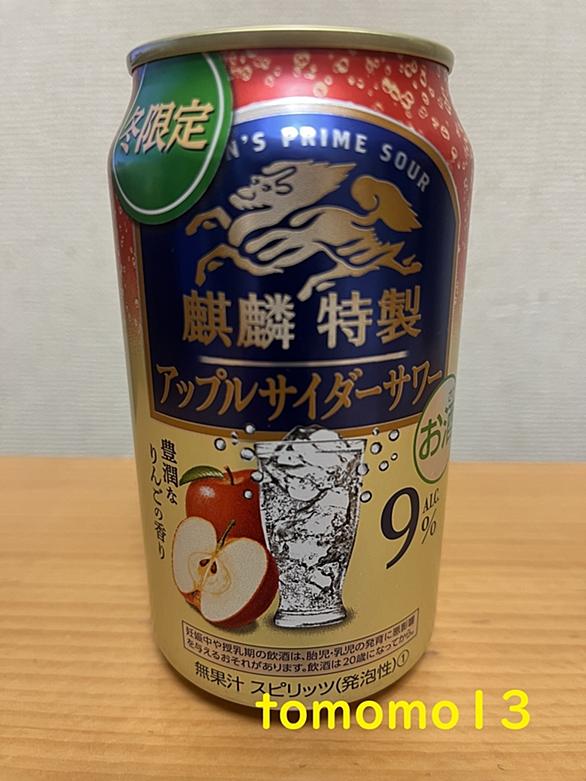 冬限定
N'S PRIME SOUR
麒麟 特製
アップルサイダーサワー
お酒
豊潤な
りんごの香り
ALC.
9%
妊娠中や授乳期の飲酒は、胎児・乳児の発育に悪影響
を与えるおそれがあります。飲酒は20歳になってから。
無果汁 スピリッツ(発泡性)①
tomomo13